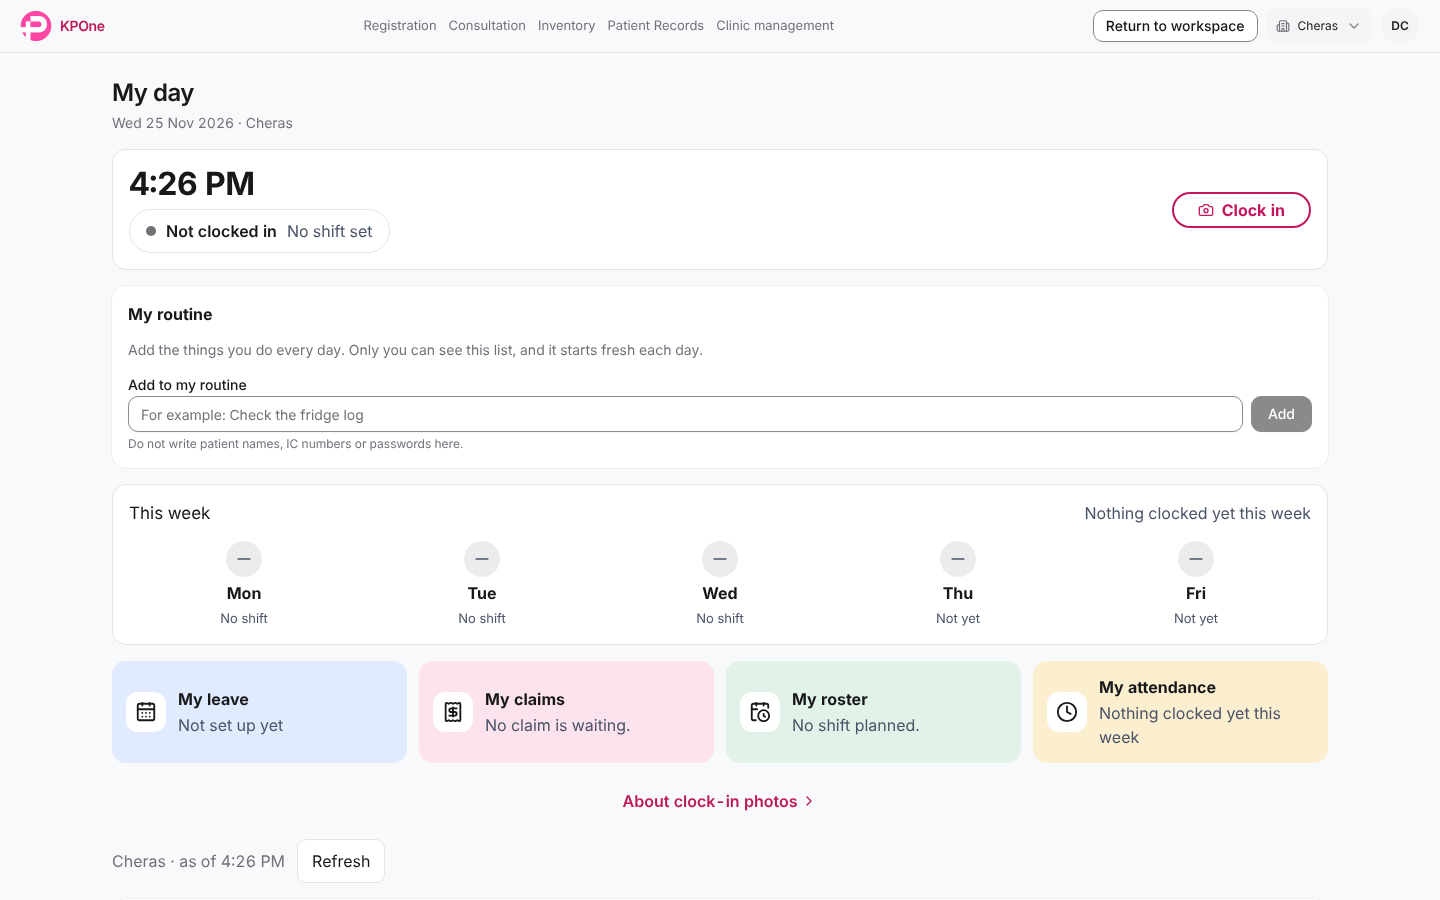 KPOne
Registration Consultation Inventory Patient Records Clinic management
Return to workspace
Cheras
DC
My day
Wed 25 Nov 2026 · Cheras
4:26 PM
Not clocked in No shift set
Clock in
My routine
Add the things you do every day. Only you can see this list, and it starts fresh each day.
Add to my routine
For example: Check the fridge log
Add
Do not write patient names, IC numbers or passwords here.
This week
Nothing clocked yet this week
Mon Tue Wed Thu Fri
No shift No shift No shift Not yet Not yet
My leave
Not set up yet
My claims
No claim is waiting.
My roster
No shift planned.
My attendance
Nothing clocked yet this
week
About clock-in photos
Cheras · as of 4:26 PM
Refresh